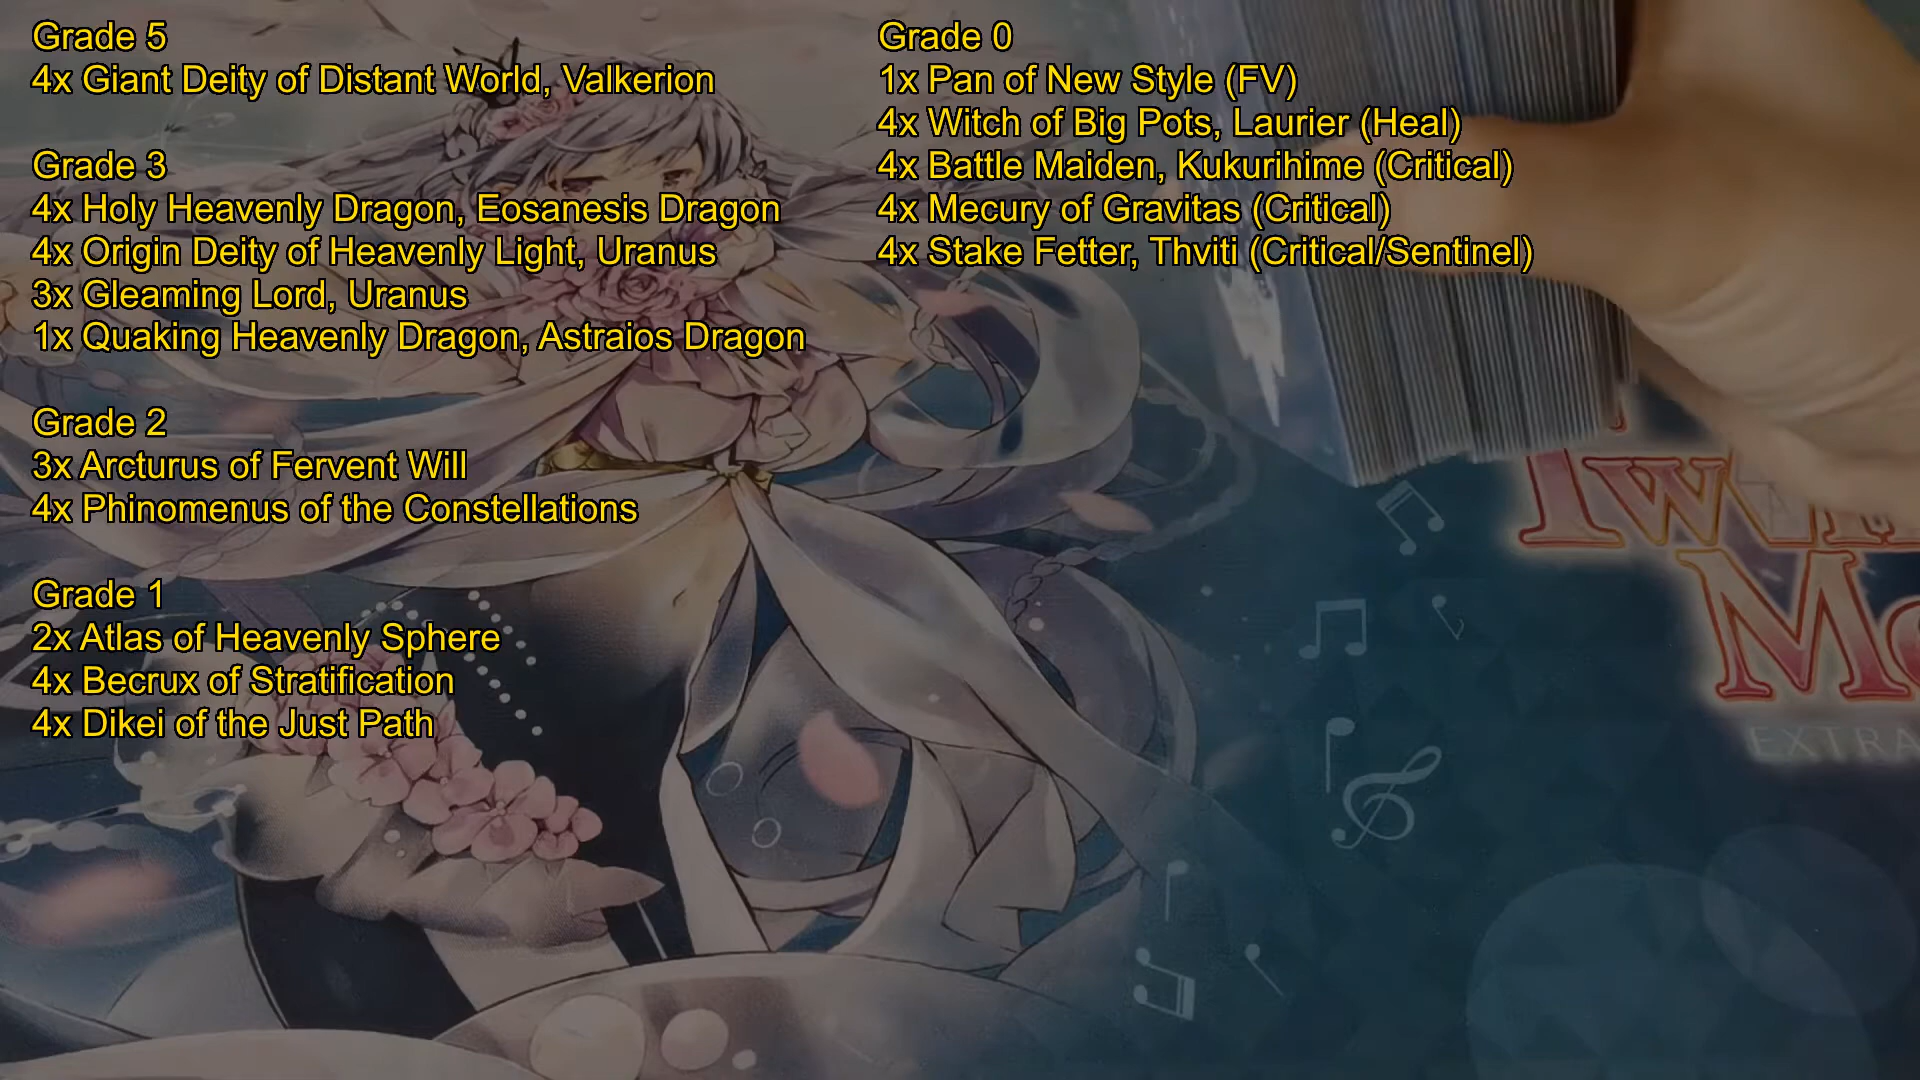 Grade 5
4x Giant Deity of Distant World, Valkerion
Grade 3
4x Holy Heavenly Dragon, Eosanesis Dragon
4x Origin Deity of Heavenly Light, Uranus
3x Gleaming Lord, Uranus
1x Quaking Heavenly Dragon, Astraios Dragon
Grade 2
3x Arcturus of Fervent Will
4x Phinomenus of the Constellations
Grade 1
2x Atlas of Heavenly Sphere
4x Becrux of Stratification
4x Dikei of the Just Path
Grade 0
1x Pan of New Style (FV)
4x Witch of Big Pots, Laurier (Heal)
4x Battle Maiden, Kukurihime (Critical)
4x Mecury of Gravitas (Critical)
4x Stake Fetter, Thviti (Critical/Sentinel)
EXTRA